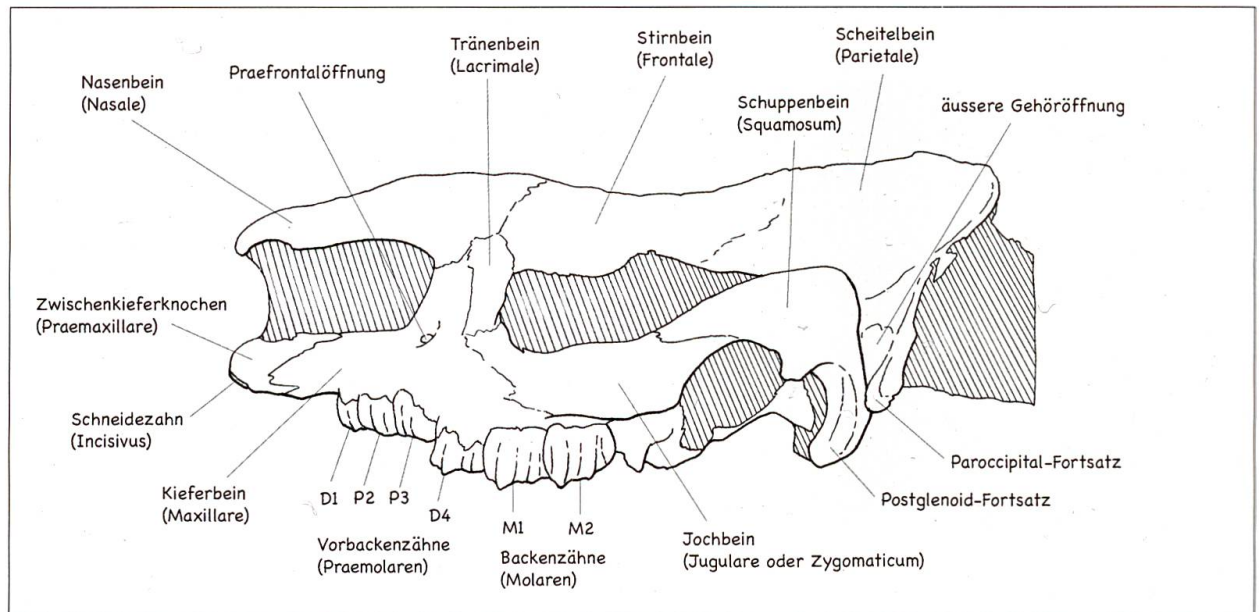 Nasenbein
(Nasale)
Praefrontalöffnung
Tränenbein
(Lacrimale)
Stirnbein
(Frontale)
Scheitelbein
(Parietale)
Schuppenbein
(Squamosum)
äussere Gehöröffnung
Zwischenkieferknochen
(Praemaxillare)
Schneidezahn
(Incisivus)
Kieferbein
(Maxillare)
D1 P2 P3
D4
Vorbackenzähne
(Praemolaren)
M1 M2
Backenzähne
(Molaren)
Jochbein
(Jugulare oder Zygomaticum)
Postglenoid-Fortsatz
Paroccipital-Fortsatz